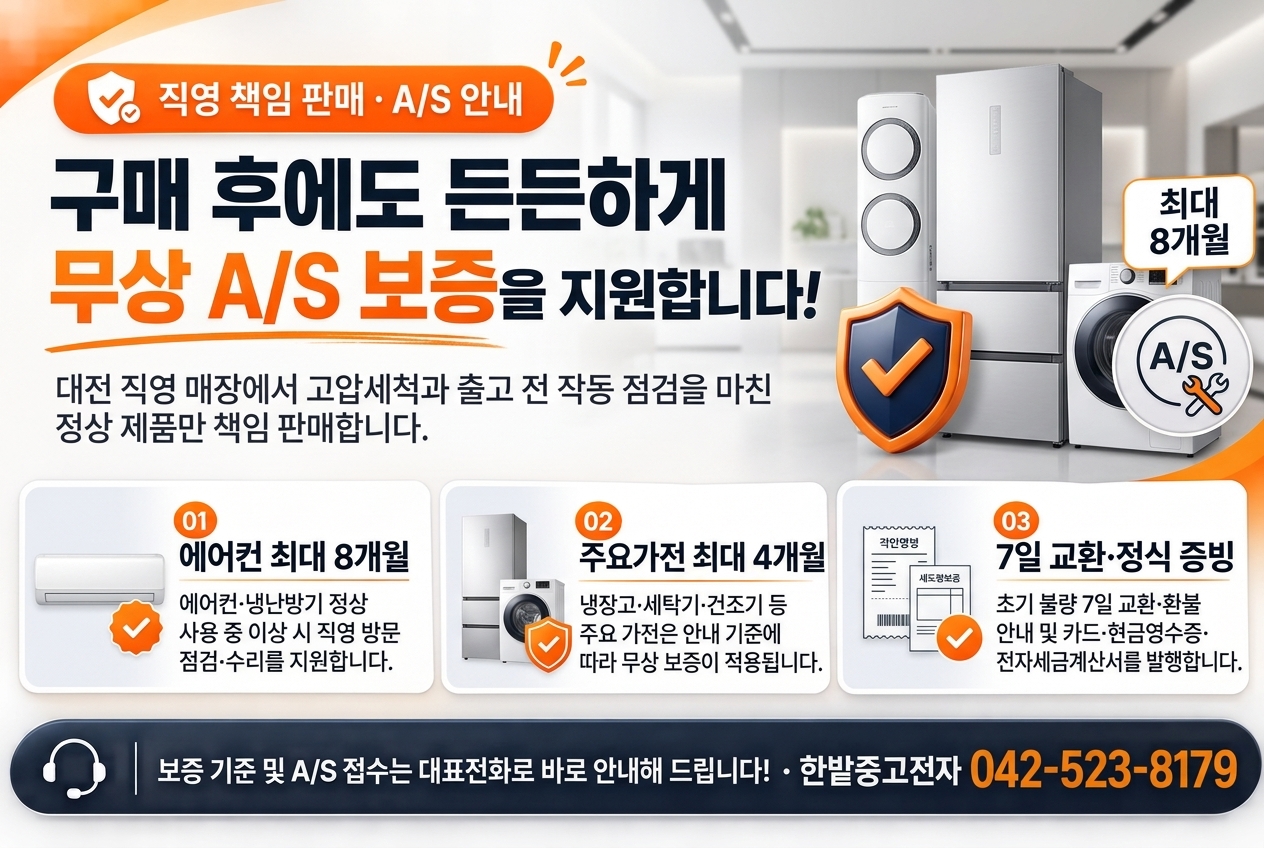 직영 책임 판매 · A/S 안내
구매 후에도 든든하게
무상 A/S 보증을 지원합니다!
대전 직영 매장에서 고압세척과 출고 전 작동 점검을 마친
정상 제품만 책임 판매합니다.
최대
8개월
A/S
01
에어컨 최대 8개월
에어컨·냉난방기 정상
사용 중 이상 시 직영 방문
점검·수리를 지원합니다.
02
주요가전 최대 4개월
냉장고·세탁기·건조기 등
주요 가전은 안내 기준에
따라 무상 보증이 적용됩니다.
03
7일 교환·정식 증빙
초기 불량 7일 교환·환불
안내 및 카드·현금영수증·
전자세금계산서를 발행합니다.
보증 기준 및 A/S 접수는 대표전화로 바로 안내해 드립니다! · 한밭중고전자 042-523-8179